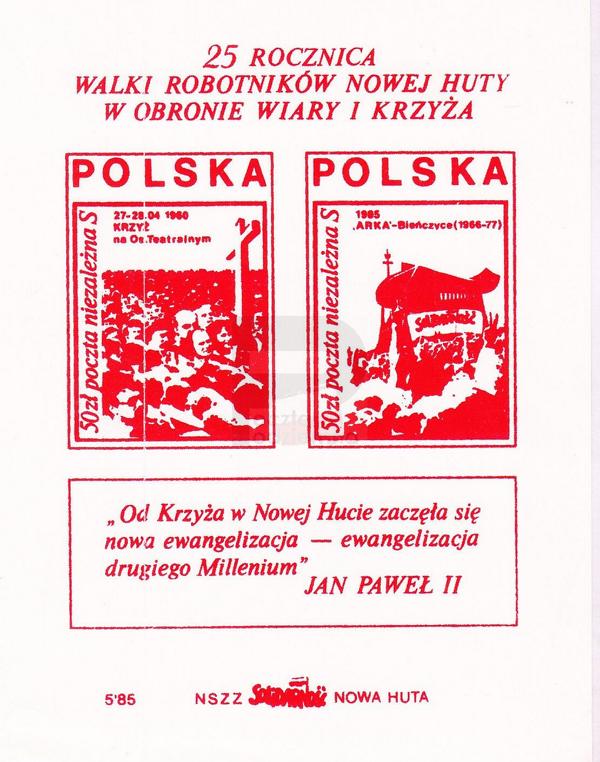 25 ROCZNICA
WALKI ROBOTNIKÓW NOWEJ HUTY
W OBRONIE WIARY I KRZYŻA
POLSKA
27-28.04 1960
KRZYŻ
na Os.Teatralnym
50zł poczta niezależna S
POLSKA
1985
„ARKA"-Bieńczyce(1966-77)
50zł poczta niezależna S
SOLIDARNOŚĆ
„Od Krzyża w Nowej Hucie zaczęła się
nowa ewangelizacja — ewangelizacja
drugiego Millenium”
JAN PAWEŁ II
5'85 NSZZ SOLIDARNOŚĆ NOWA HUTA